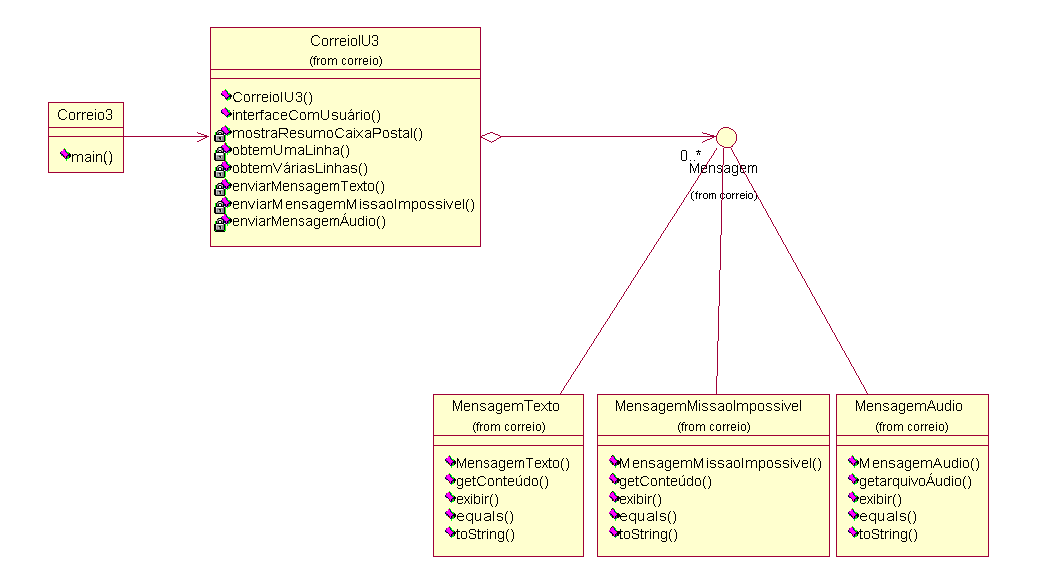 CorreioIU3
(from correio)
CorreioIU3()
interfaceComUsuário()
mostraResumoCaixaPostal()
obtemUmaLinha()
obtemVáriasLinhas()
enviarMensagemTexto()
enviarMensagemMissaoImpossivel()
enviarMensagemÁudio()
Correio3
main()
0..*
Mensagem
(from correio)
MensagemTexto
(from correio)
MensagemTexto()
getConteúdo()
exibir()
equals()
toString()
MensagemMissaoImpossivel
(from correio)
MensagemMissaoImpossivel()
getConteúdo()
exibir()
equals()
toString()
MensagemAudio
(from correio)
MensagemAudio()
getarquivoÁudio()
exibir()
equals()
toString()